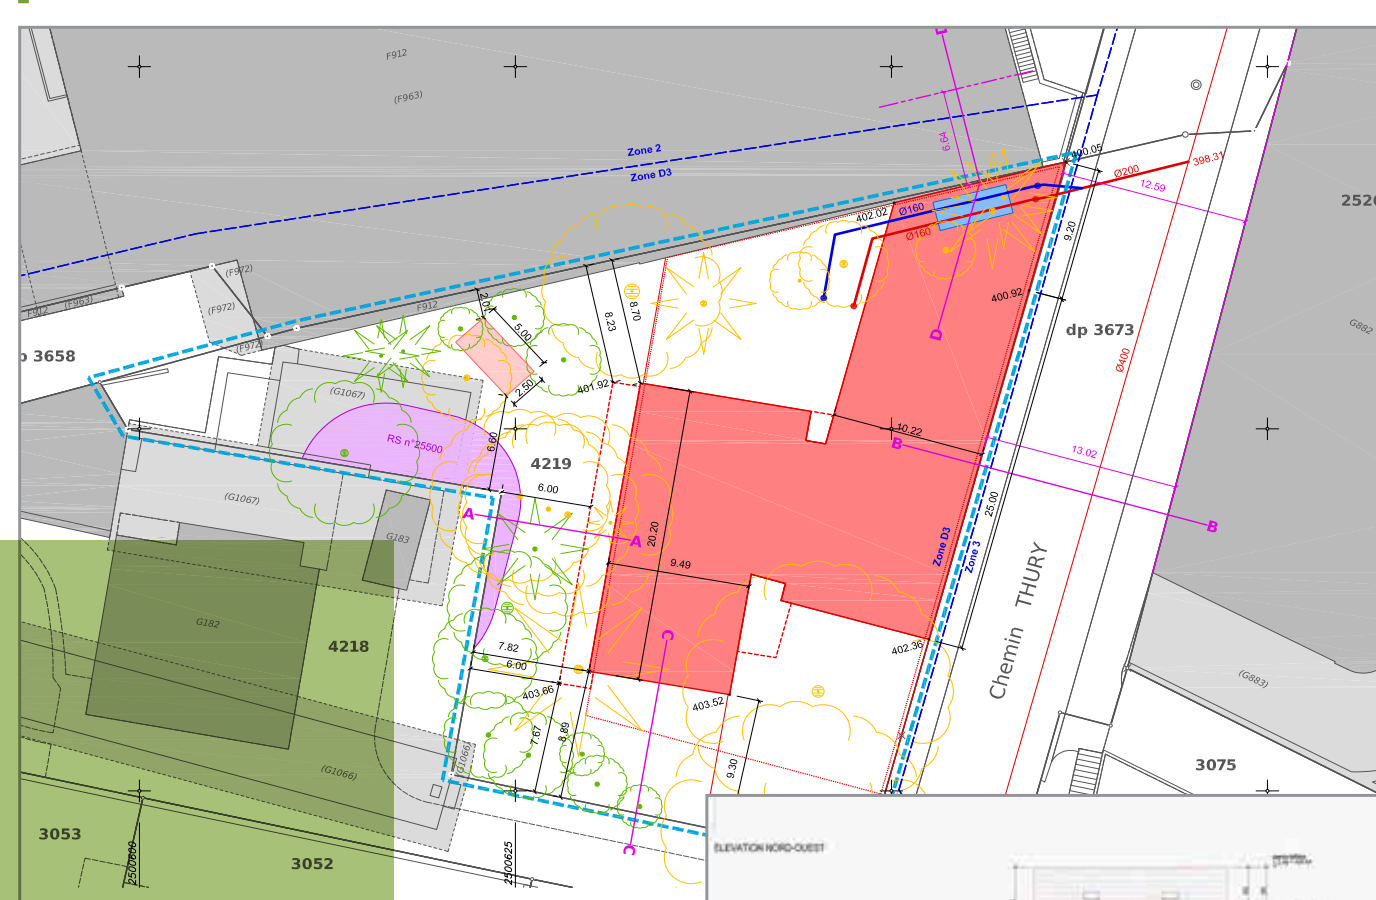 F912
(F963)
Zone 2
Zone D3
6.64
400.05
Ø200
398.31
12.59
402.02
Ø160
Ø160
9.20
(F972)
(F963)
F912
(F972)
(F972)
F912
2.07
5.00
2.50
8.23
8.70
401.92
400.92
D
dp 3673
G882
3658
(G1067)
RS n°25500
6.60
4219
6.00
10.22
B
13.02
Ø400
B
(G1067)
G183
A
A
20.20
9.49
25.00
Zone D3
Zone 3
Chemin THURY
G182
4218
C
7.82
6.00
403.66
403.52
402.36
7.67
8.89
9.30
(G883)
(G1066)
(G1066)
3075
3053
3052
2500600
2500625
C
ELEVATION NORD-OUEST